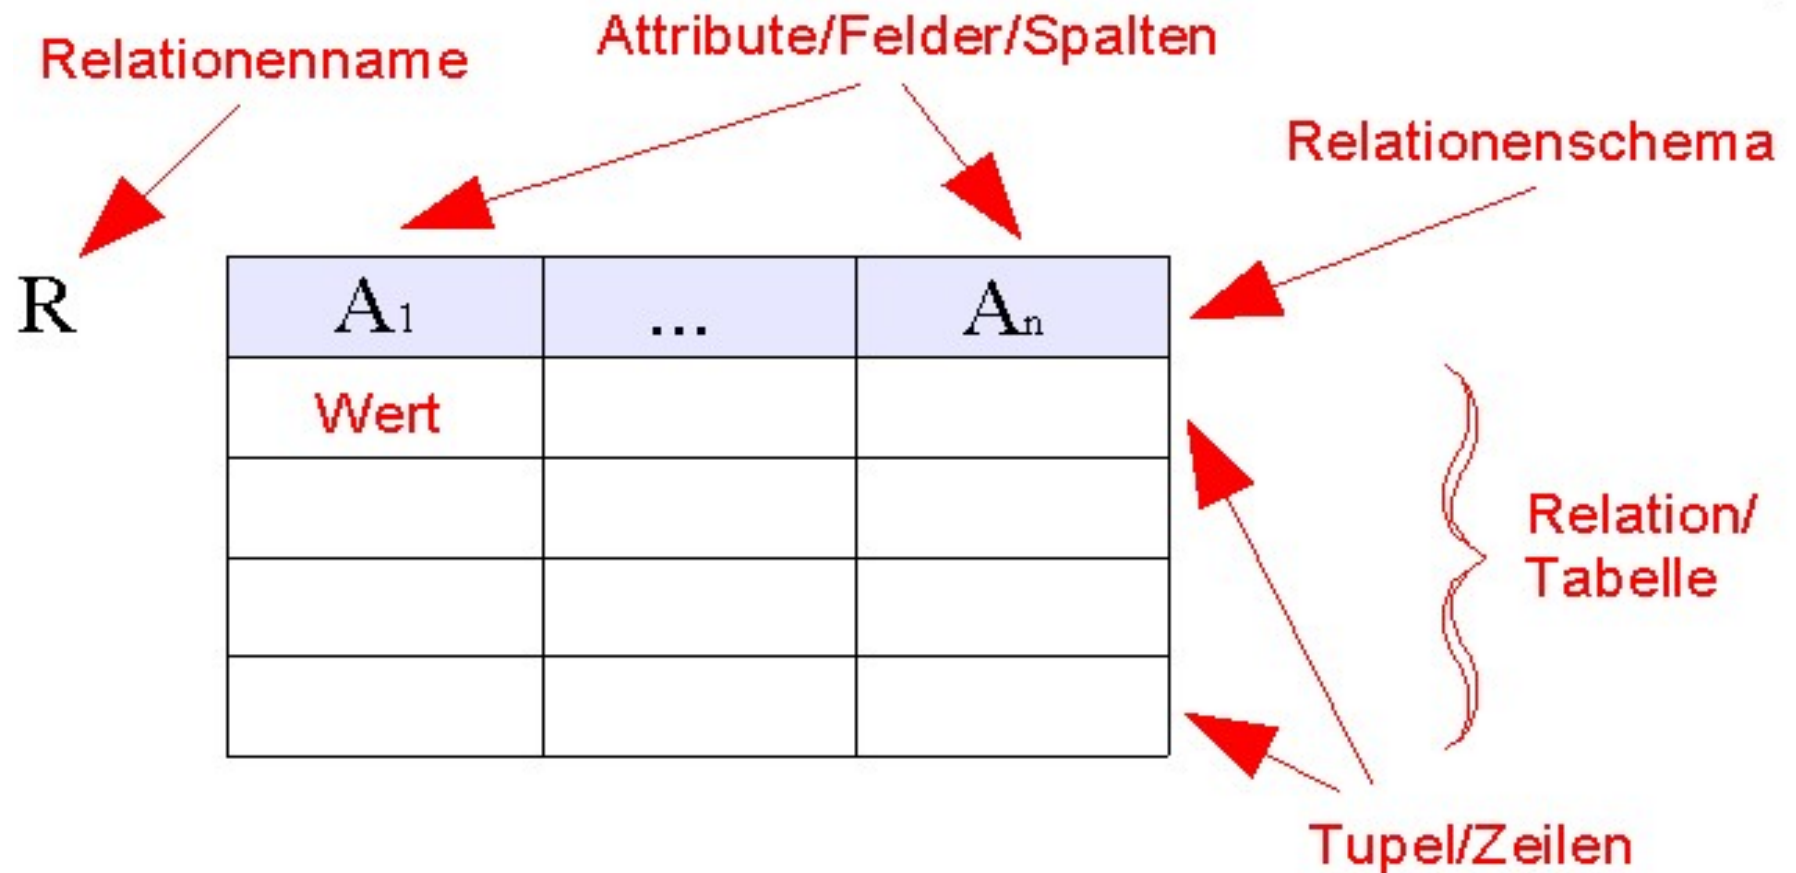 Relationenname
Attribute/Felder/Spalten
Relationenschema
R
A1 ... An
Wert
Relation/
Tabelle
Tupel/Zeilen